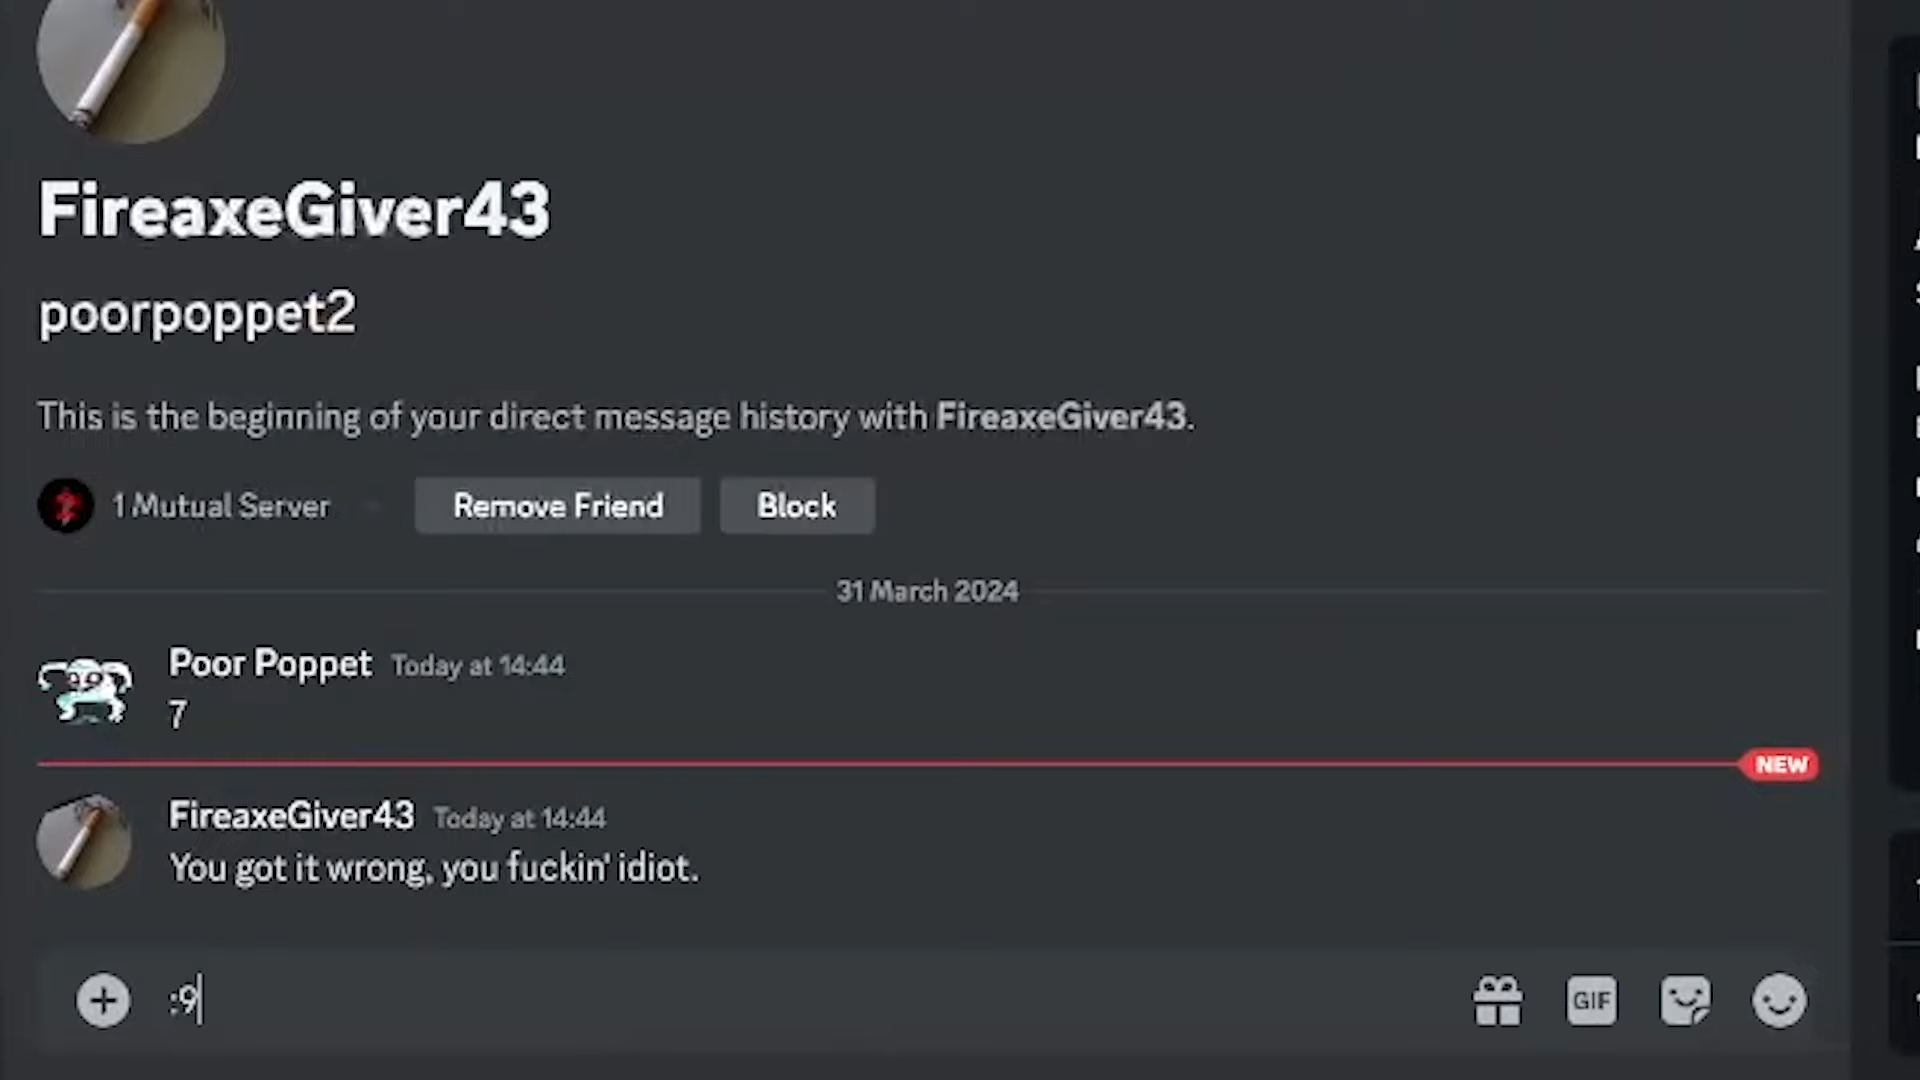 FireaxeGiver43
poorpoppet2
This is the beginning of your direct message history with FireaxeGiver43.
1 Mutual Server
Remove Friend
Block
31 March 2024
Poor Poppet Today at 14:44
7
NEW
FireaxeGiver43 Today at 14:44
You got it wrong, you fuckin' idiot.
:9
GIF